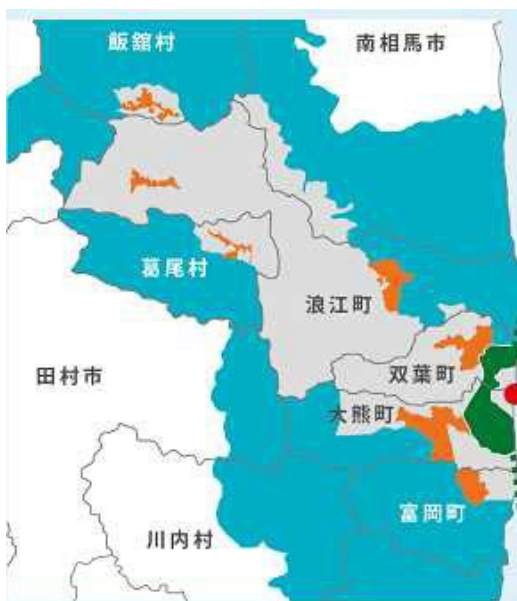 飯舘村
南相馬市
葛尾村
浪江町
田村市
双葉町
大熊町
富岡町
川内村